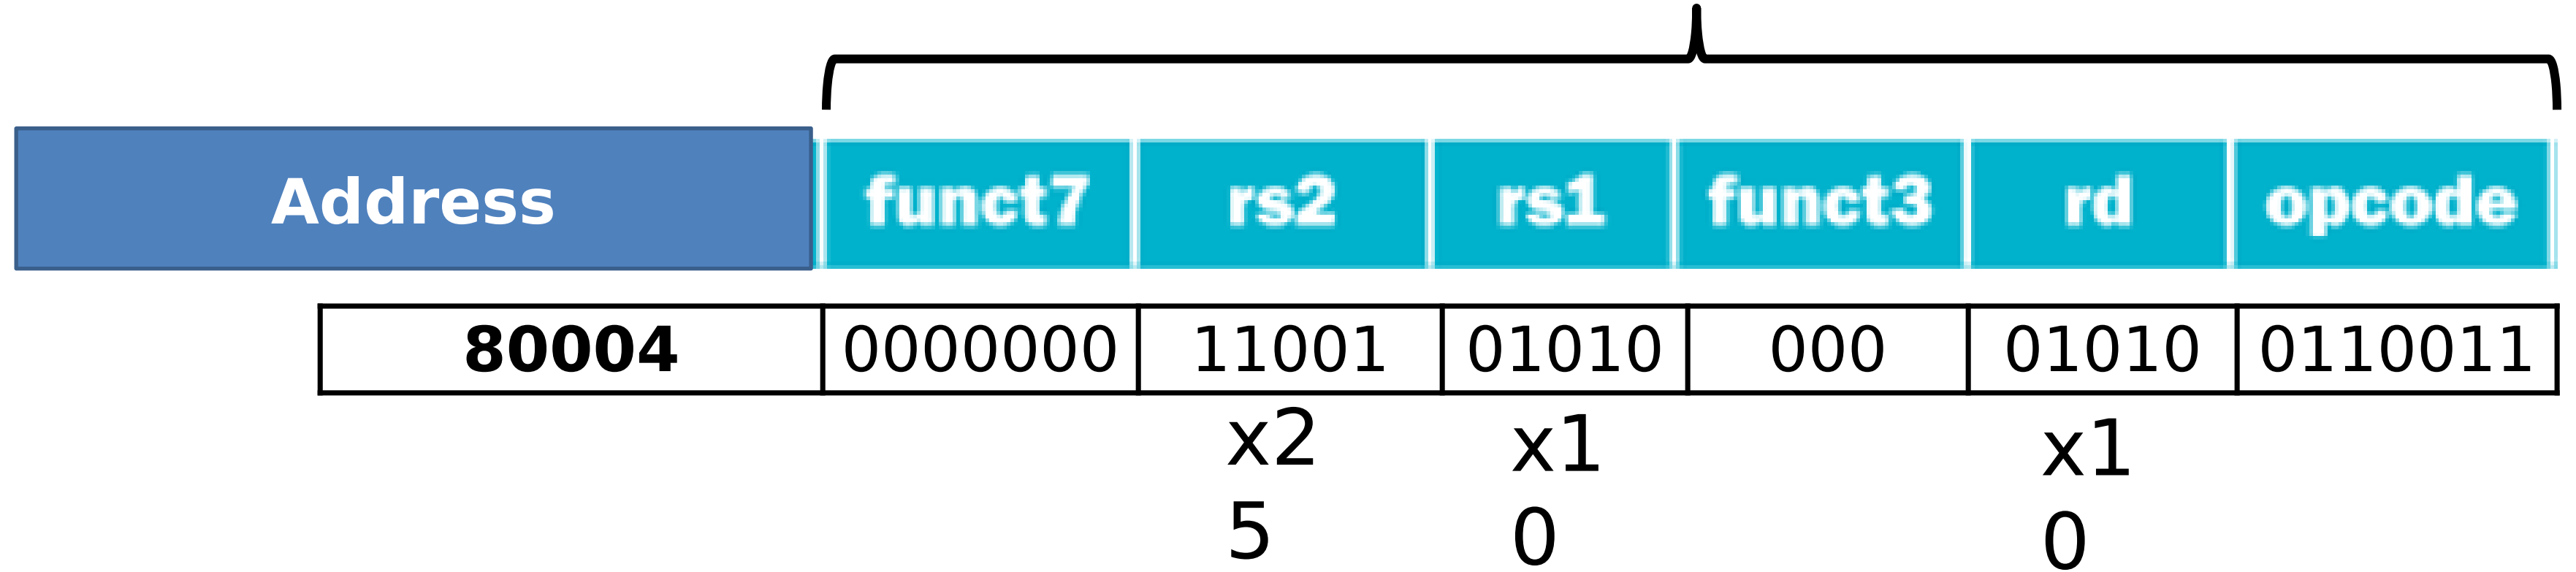 Address funct7 rs2 rs1 funct3 rd opcode
80004 0000000 11001 01010 000 01010 0110011
x2 x1 x1
5 0 0